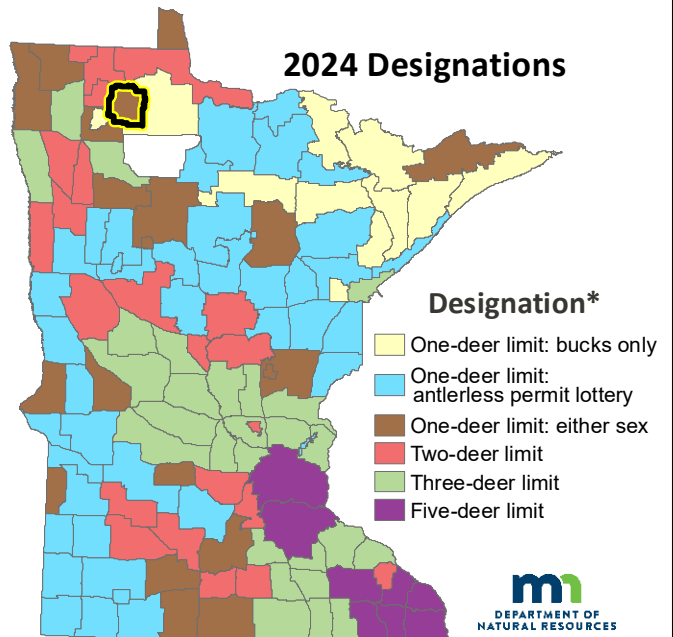 2024 Designations
Designation*
One-deer limit: bucks only
One-deer limit:
antlerless permit lottery
One-deer limit: either sex
Two-deer limit
Three-deer limit
Five-deer limit
mn
DEPARTMENT OF
NATURAL RESOURCES